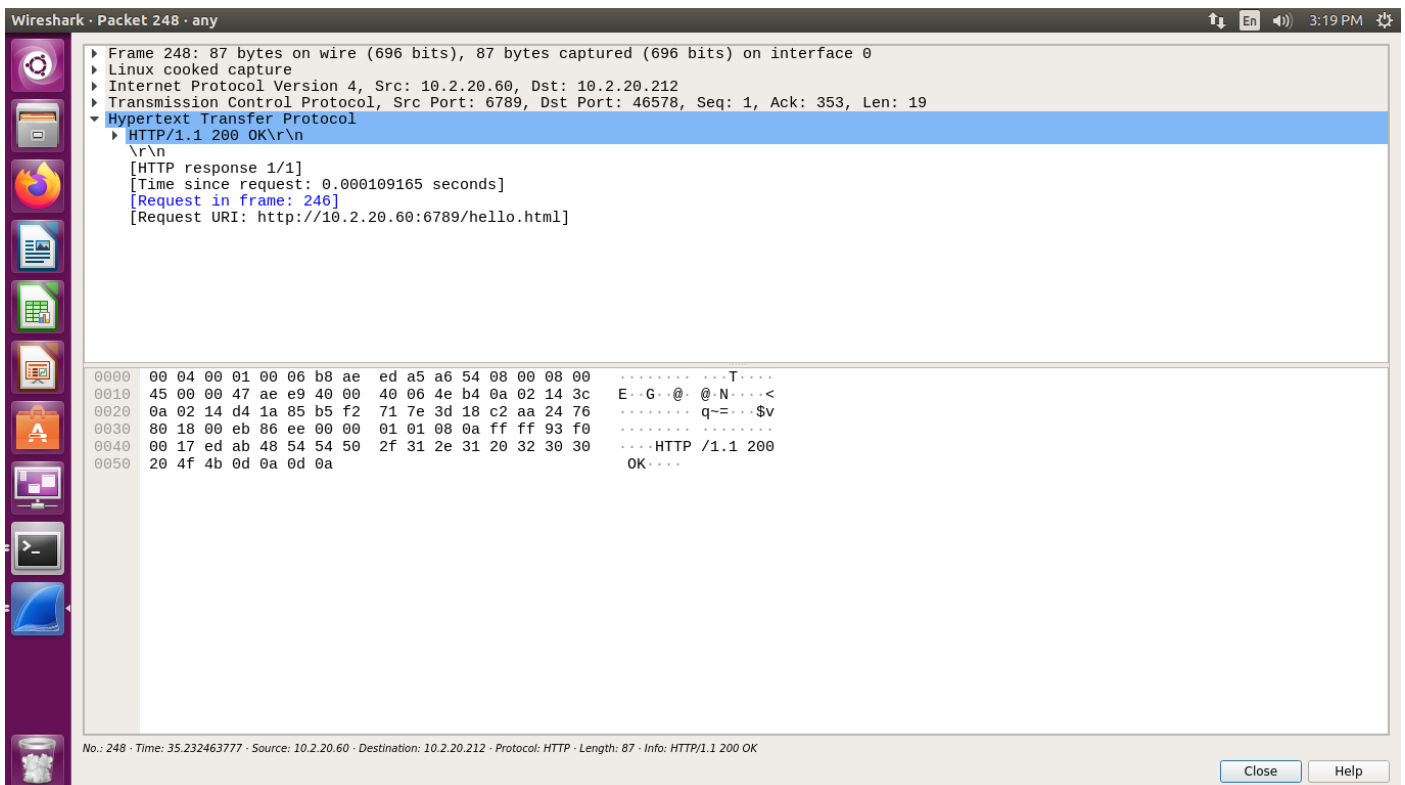 Wireshark · Packet 248 · any
En
3:19 PM
Frame 248: 87 bytes on wire (696 bits), 87 bytes captured (696 bits) on interface 0
Linux cooked capture
Internet Protocol Version 4, Src: 10.2.20.60, Dst: 10.2.20.212
Transmission Control Protocol, Src Port: 6789, Dst Port: 46578, Seq: 1, Ack: 353, Len: 19
Hypertext Transfer Protocol
HTTP/1.1 200 OK\r\n
\r\n
[HTTP response 1/1]
[Time since request: 0.000109165 seconds]
[Request in frame: 246]
[Request URI: http://10.2.20.60:6789/hello.html]
0000 00 04 00 01 00 06 b8 ae ed a5 a6 54 08 00 08 00 ········ ···T····
0010 45 00 00 47 ae e9 40 00 40 06 4e b4 0a 02 14 3c E··G··@· @·N····<
0020 0a 02 14 d4 1a 85 b5 f2 71 7e 3d 18 c2 aa 24 76 ········ q~=···$v
0030 80 18 00 eb 86 ee 00 00 01 01 08 0a ff ff 93 f0 ········ ········
0040 00 17 ed ab 48 54 54 50 2f 31 2e 31 20 32 30 30 ····HTTP /1.1 200
0050 20 4f 4b 0d 0a 0d 0a OK····
No.: 248 · Time: 35.232463777 · Source: 10.2.20.60 · Destination: 10.2.20.212 · Protocol: HTTP · Length: 87 · Info: HTTP/1.1 200 OK
Close
Help